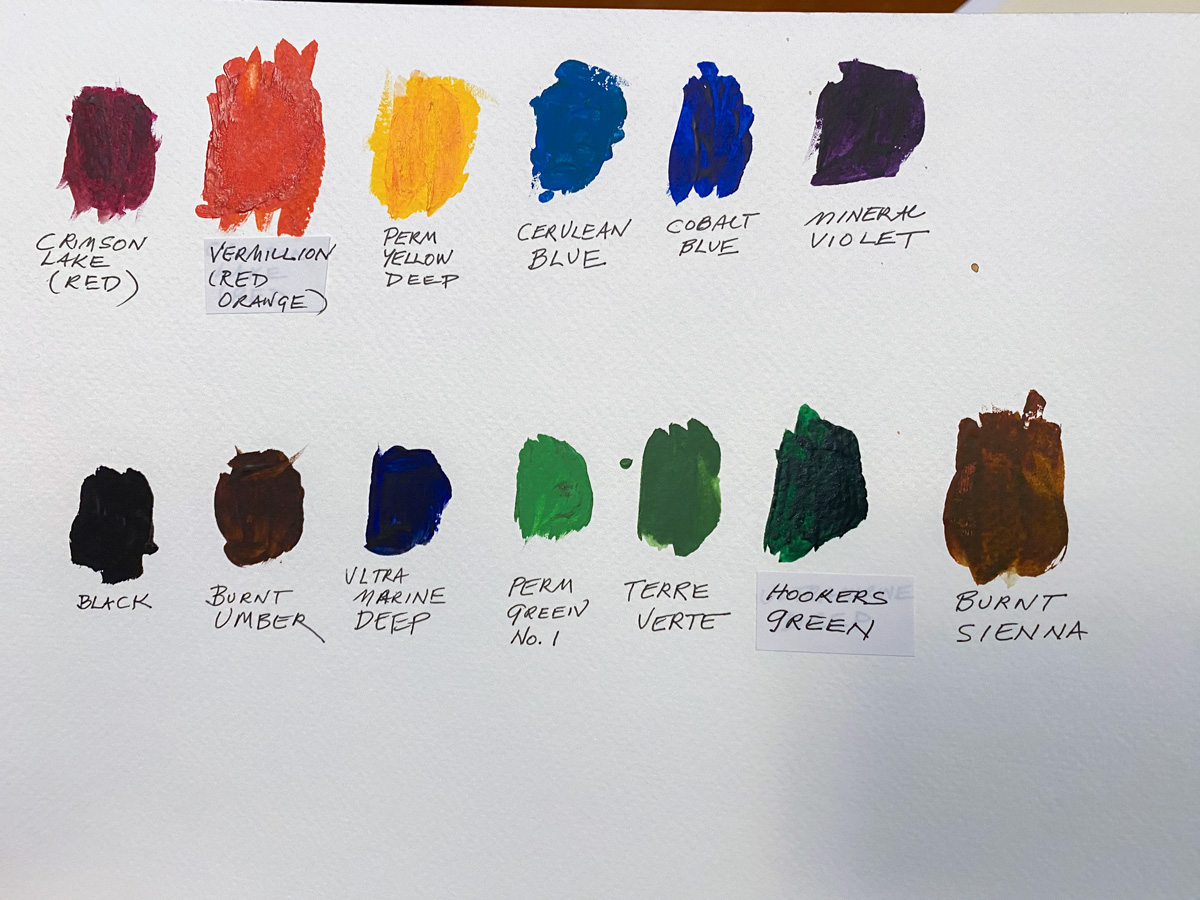 CRIMSON
LAKE
(RED)
VERMILLION
(RED
ORANGE)
PERM
YELLOW
DEEP
CERULEAN
BLUE
COBALT
BLUE
MINERAL
VIOLET
BLACK
BURNT
UMBER
ULTRA
MARINE
DEEP
PERM
GREEN
No. 1
TERRE
VERTE
HOOKERS
GREEN
BURNT
SIENNA